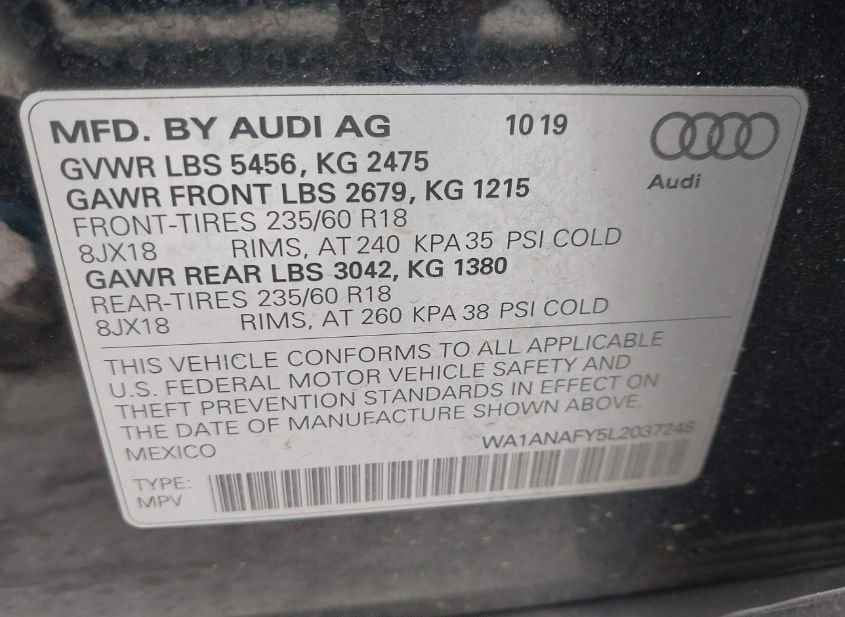 MFD. BY AUDI AG 10 19
Audi
GVWR LBS 5456, KG 2475
GAWR FRONT LBS 2679, KG 1215
FRONT-TIRES 235/60 R18
8JX18 RIMS, AT 240 KPA 35 PSI COLD
GAWR REAR LBS 3042, KG 1380
REAR-TIRES 235/60 R18
8JX18 RIMS, AT 260 KPA 38 PSI COLD
THIS VEHICLE CONFORMS TO ALL APPLICABLE
U.S. FEDERAL MOTOR VEHICLE SAFETY AND
THEFT PREVENTION STANDARDS IN EFFECT ON
THE DATE OF MANUFACTURE SHOWN ABOVE.
MEXICO WA1ANAFY5L2037248
TYPE:
MPV